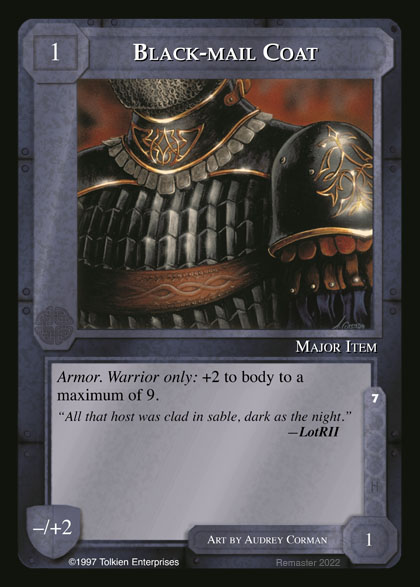 1
BLACK-MAIL COAT
MAJOR ITEM
Armor. Warrior only: +2 to body to a
maximum of 9.
“All that host was clad in sable, dark as the night.”
—LotRII
7
H
–/+2
ART BY AUDREY CORMAN
1
©1997 Tolkien Enterprises
Remaster 2022